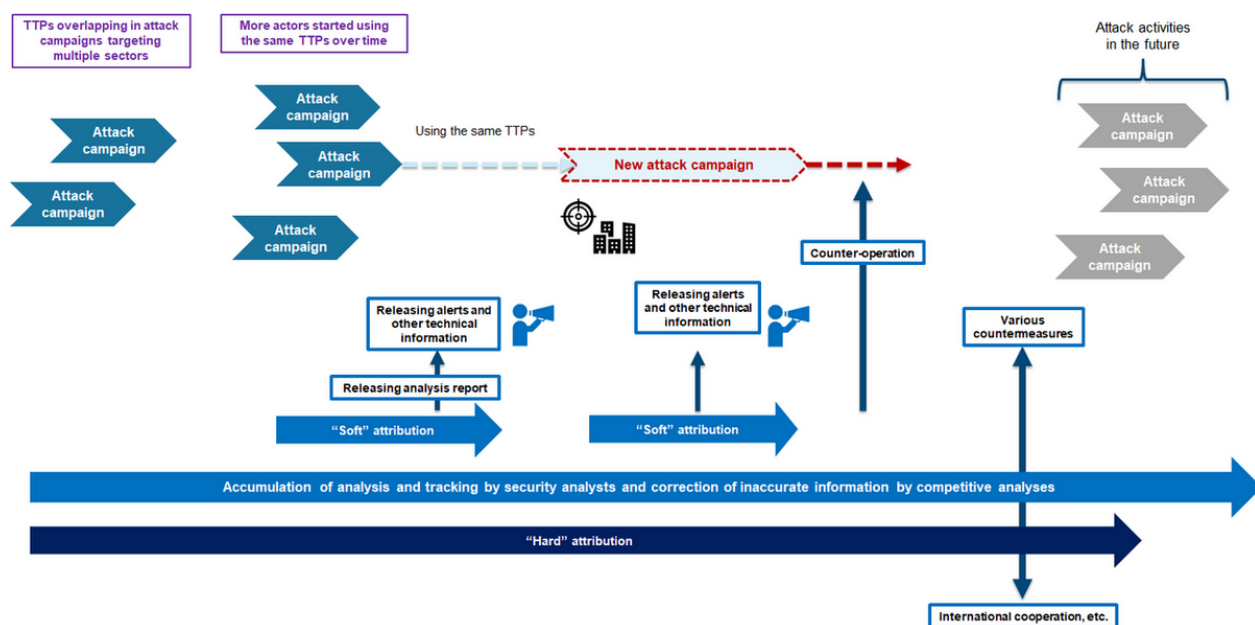 TTPs overlapping in attack
campaigns targeting
multiple sectors
More actors started using
the same TTPs over time
Attack activities
in the future
Attack
campaign
Attack
campaign
Attack
campaign
Attack
campaign
Attack
campaign
Using the same TTPs
New attack campaign
Attack
campaign
Attack
campaign
Attack
campaign
Counter-operation
Releasing alerts and
other technical
information
Releasing alerts
and other technical
information
Various
countermeasures
Releasing analysis report
“Soft” attribution
“Soft” attribution
Accumulation of analysis and tracking by security analysts and correction of inaccurate information by competitive analyses
“Hard” attribution
International cooperation, etc.